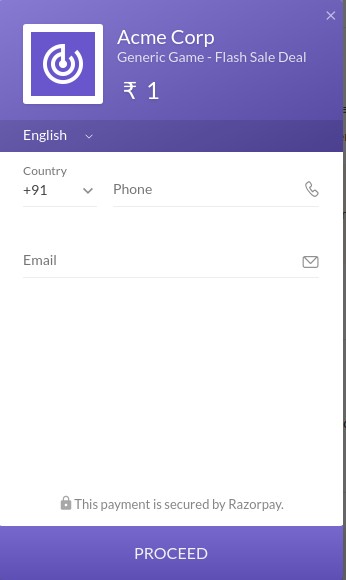 Acme Corp
Generic Game - Flash Sale Deal
₹ 1
English
Country
+91
Phone
Email
This payment is secured by Razorpay.
PROCEED